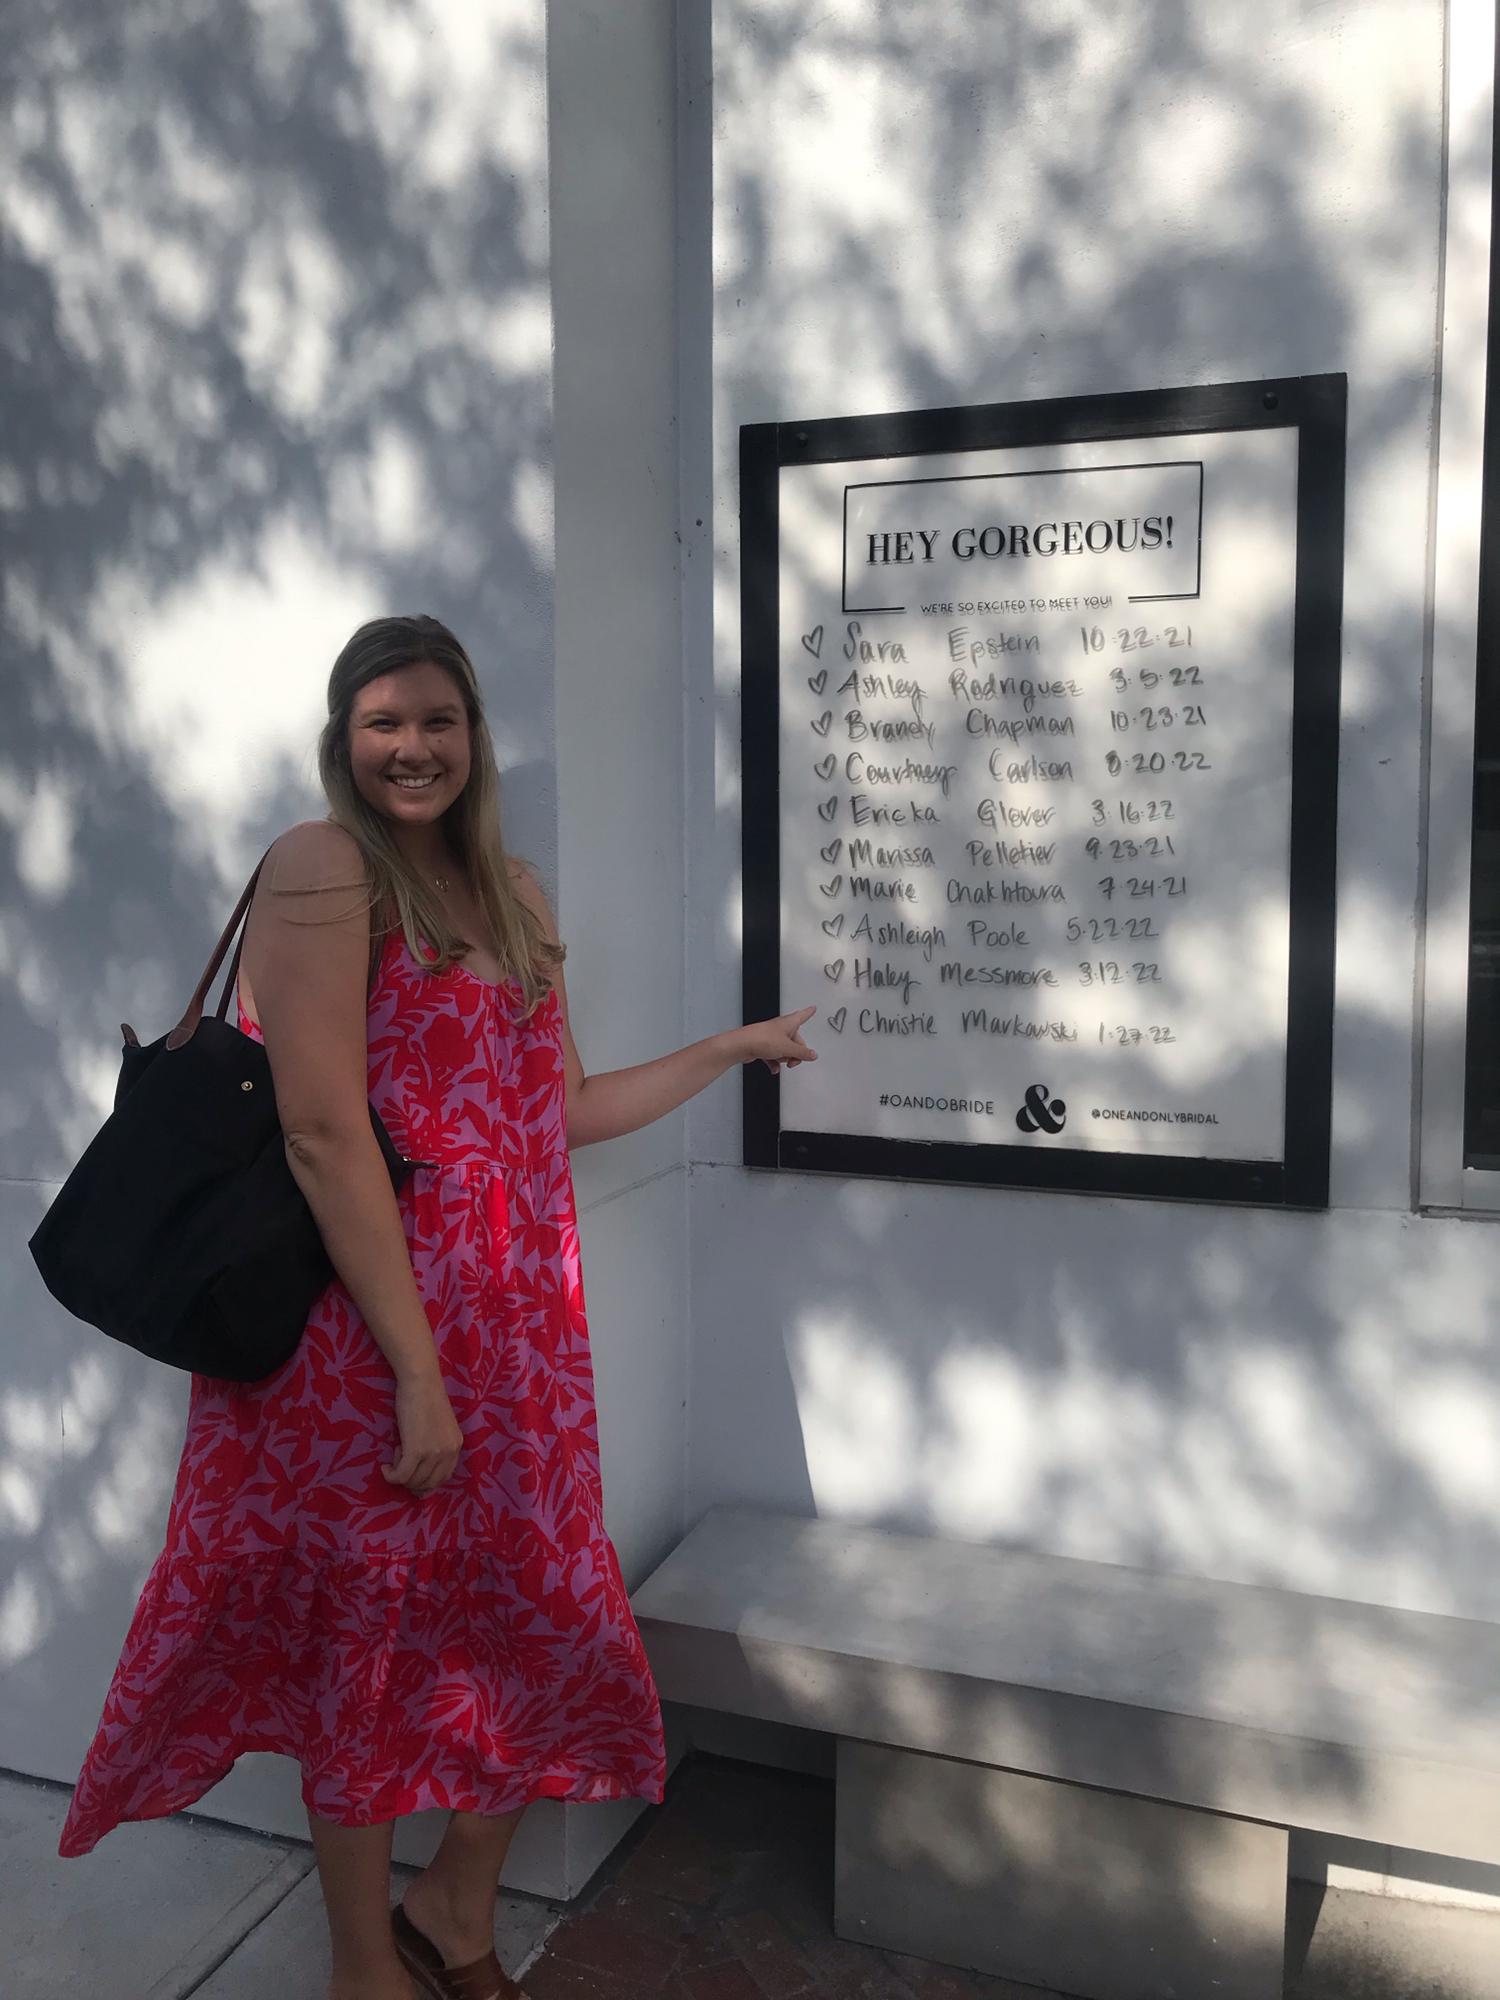 HEY GORGEOUS!
WE'RE SO EXCITED TO MEET YOU!
♡ Sara Epstein 10·22·21
♡ Ashley Rodriguez 3·5·22
♡ Brandy Chapman 10·23·21
♡ Courtney Carlson 8·20·22
♡ Ericka Glover 3·16·22
♡ Marissa Pelletier 9·23·21
♡ Marie Chakhtoura 7·24·21
♡ Ashleigh Poole 5·22·22
♡ Haley Messmore 3·12·22
♡ Christie Markowski 1·27·22
#OANDOBRIDE & @ONEANDONLYBRIDAL